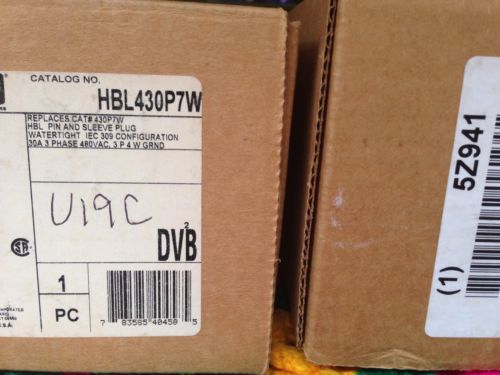 CATALOG NO.
HBL430P7W
REPLACES CAT# 430P7W
HBL PIN AND SLEEVE PLUG
WATERTIGHT IEC 309 CONFIGURATION
30A 3 PHASE 480VAC, 3 P 4 W GRND
U19C
2
DVB
1
PC
7 83585 40450 5
U.S.A.
(1) 5Z941